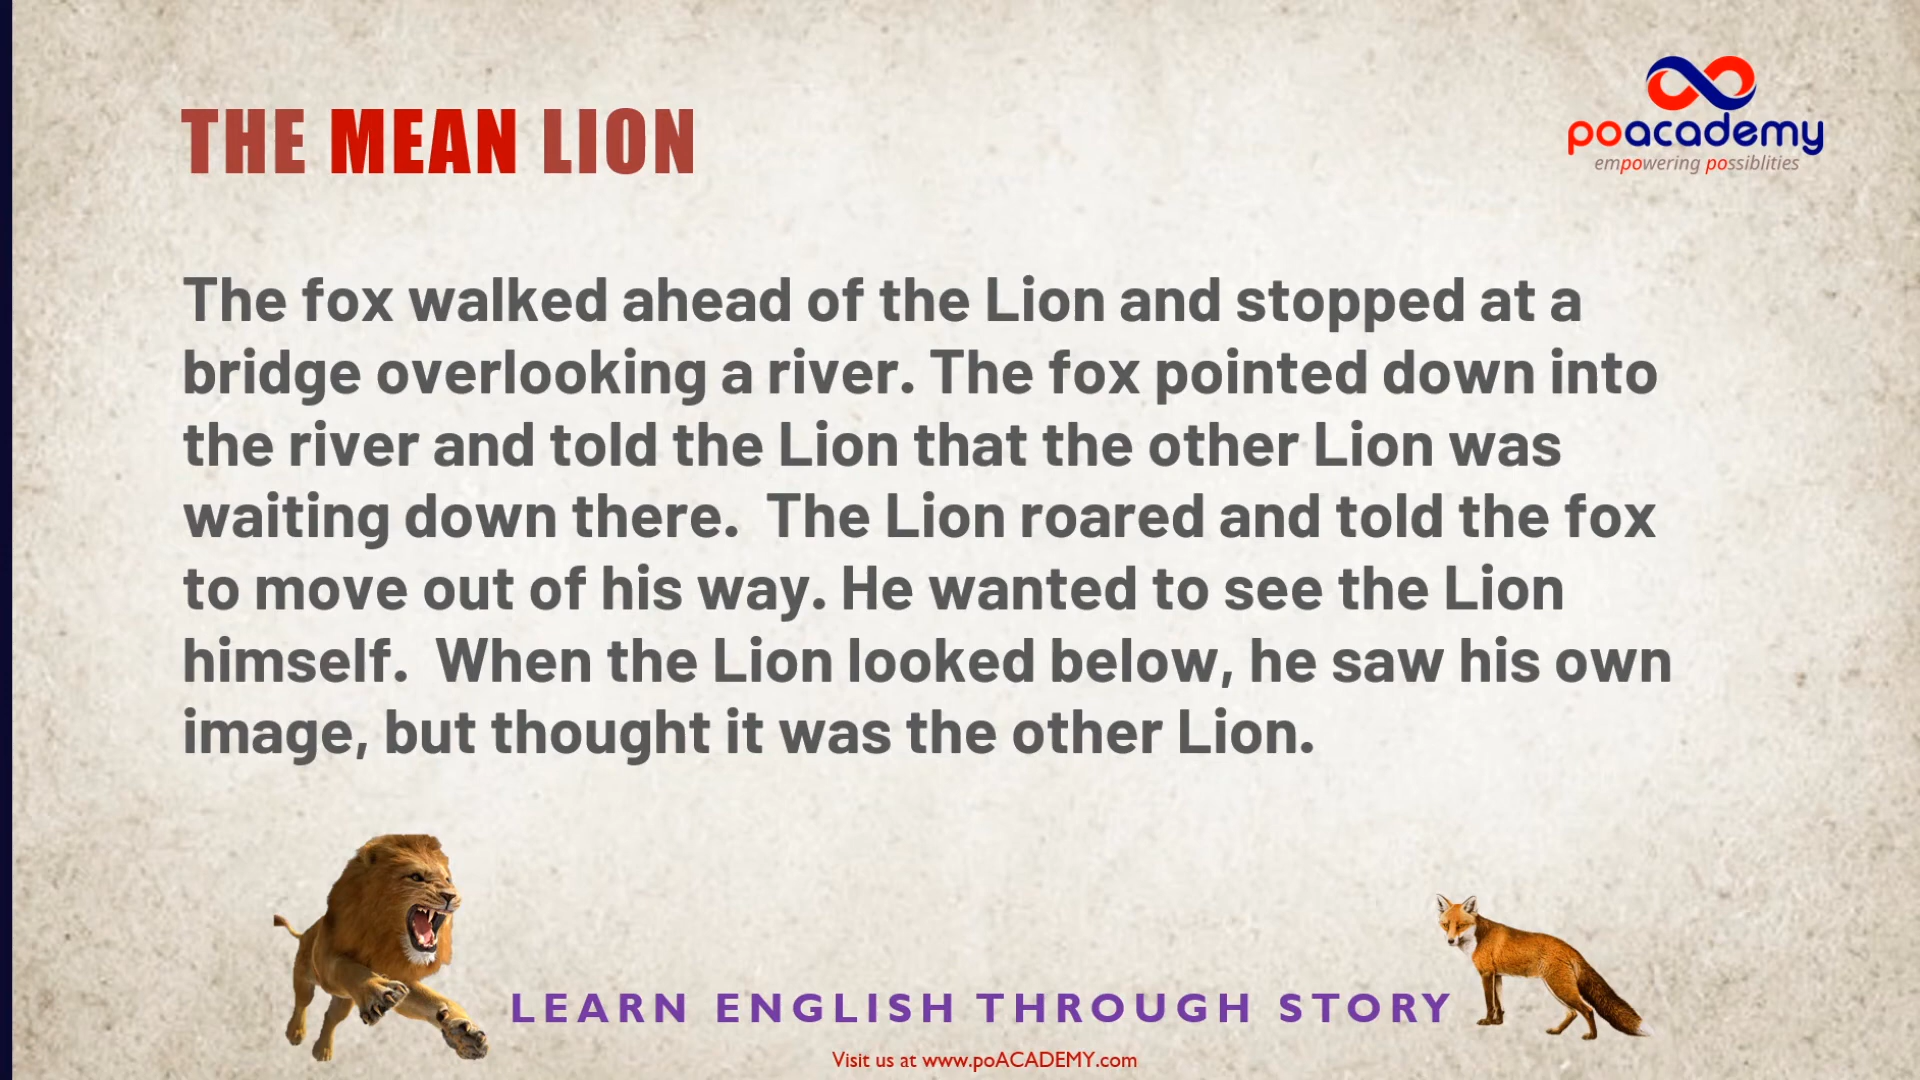 THE MEAN LION
poacademy
empowering possiblities
The fox walked ahead of the Lion and stopped at a
bridge overlooking a river. The fox pointed down into
the river and told the Lion that the other Lion was
waiting down there.  The Lion roared and told the fox
to move out of his way. He wanted to see the Lion
himself.  When the Lion looked below, he saw his own
image, but thought it was the other Lion.
LEARN ENGLISH THROUGH STORY
Visit us at www.poACADEMY.com